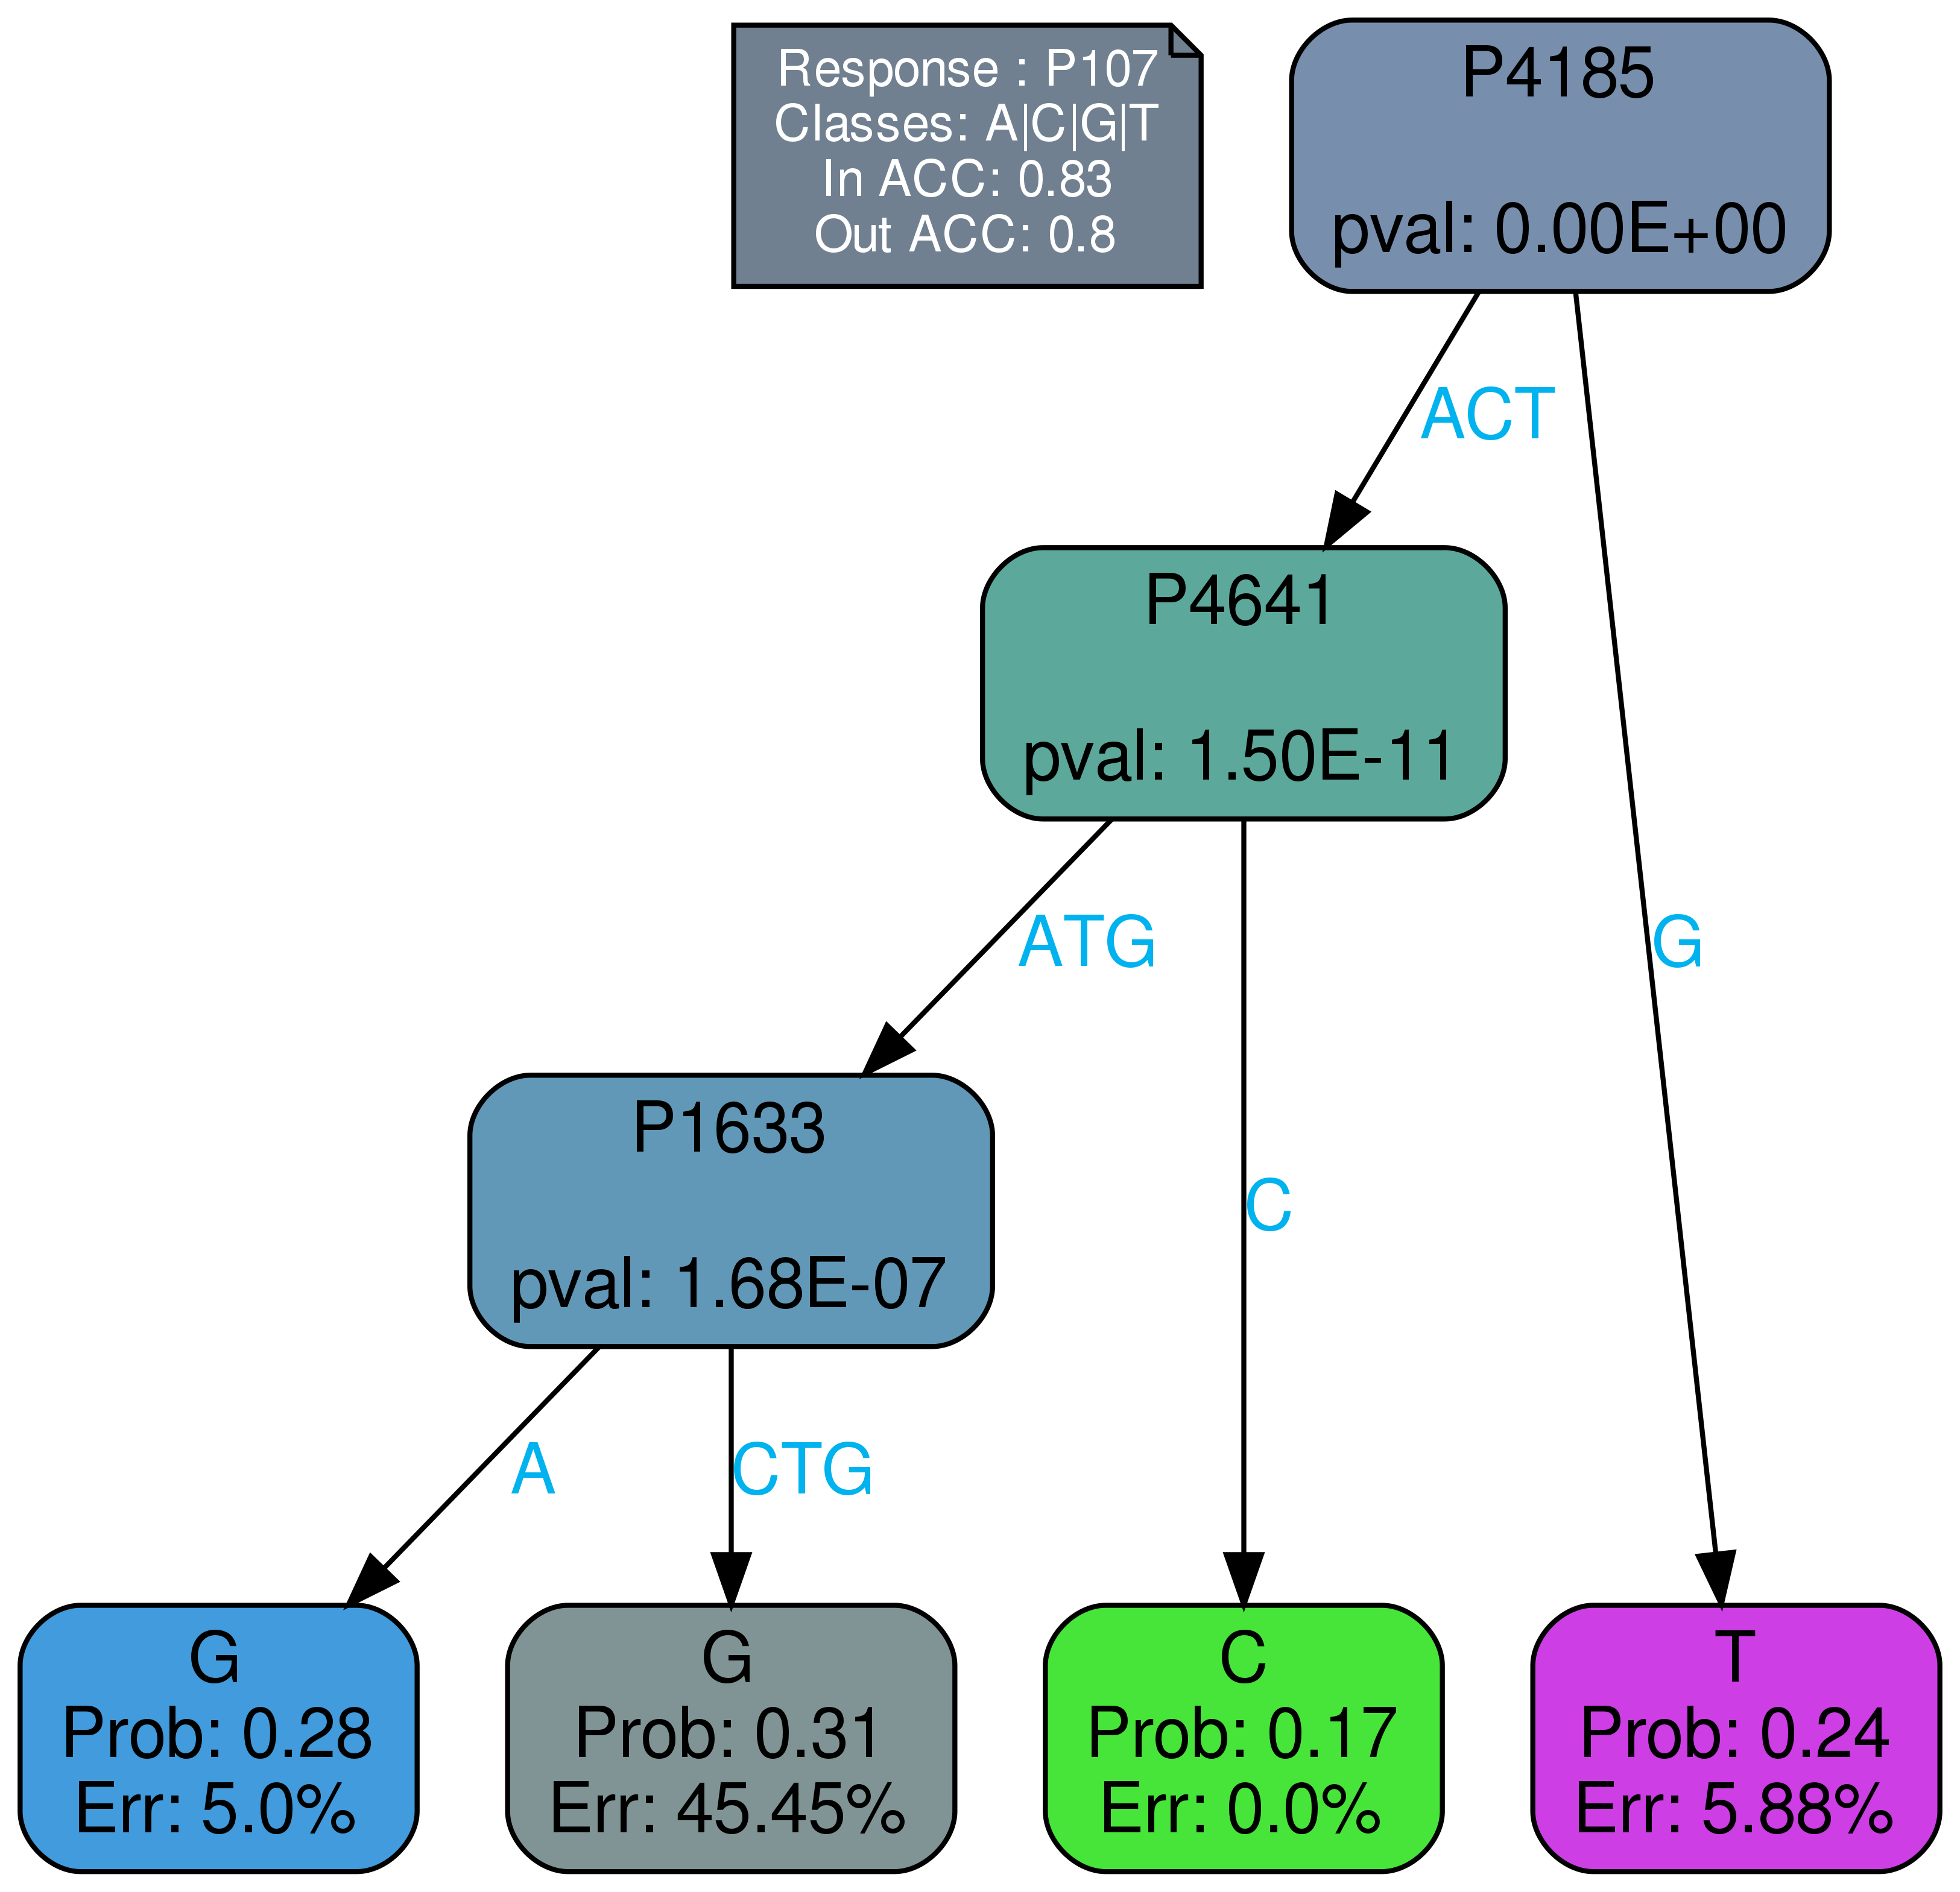 Response : P107
Classes: A|C|G|T
In ACC: 0.83
Out ACC: 0.8
P4185
pval: 0.00E+00
ACT
P4641
pval: 1.50E-11
ATG
G
P1633
pval: 1.68E-07
C
A
CTG
G
Prob: 0.28
Err: 5.0%
G
Prob: 0.31
Err: 45.45%
C
Prob: 0.17
Err: 0.0%
T
Prob: 0.24
Err: 5.88%